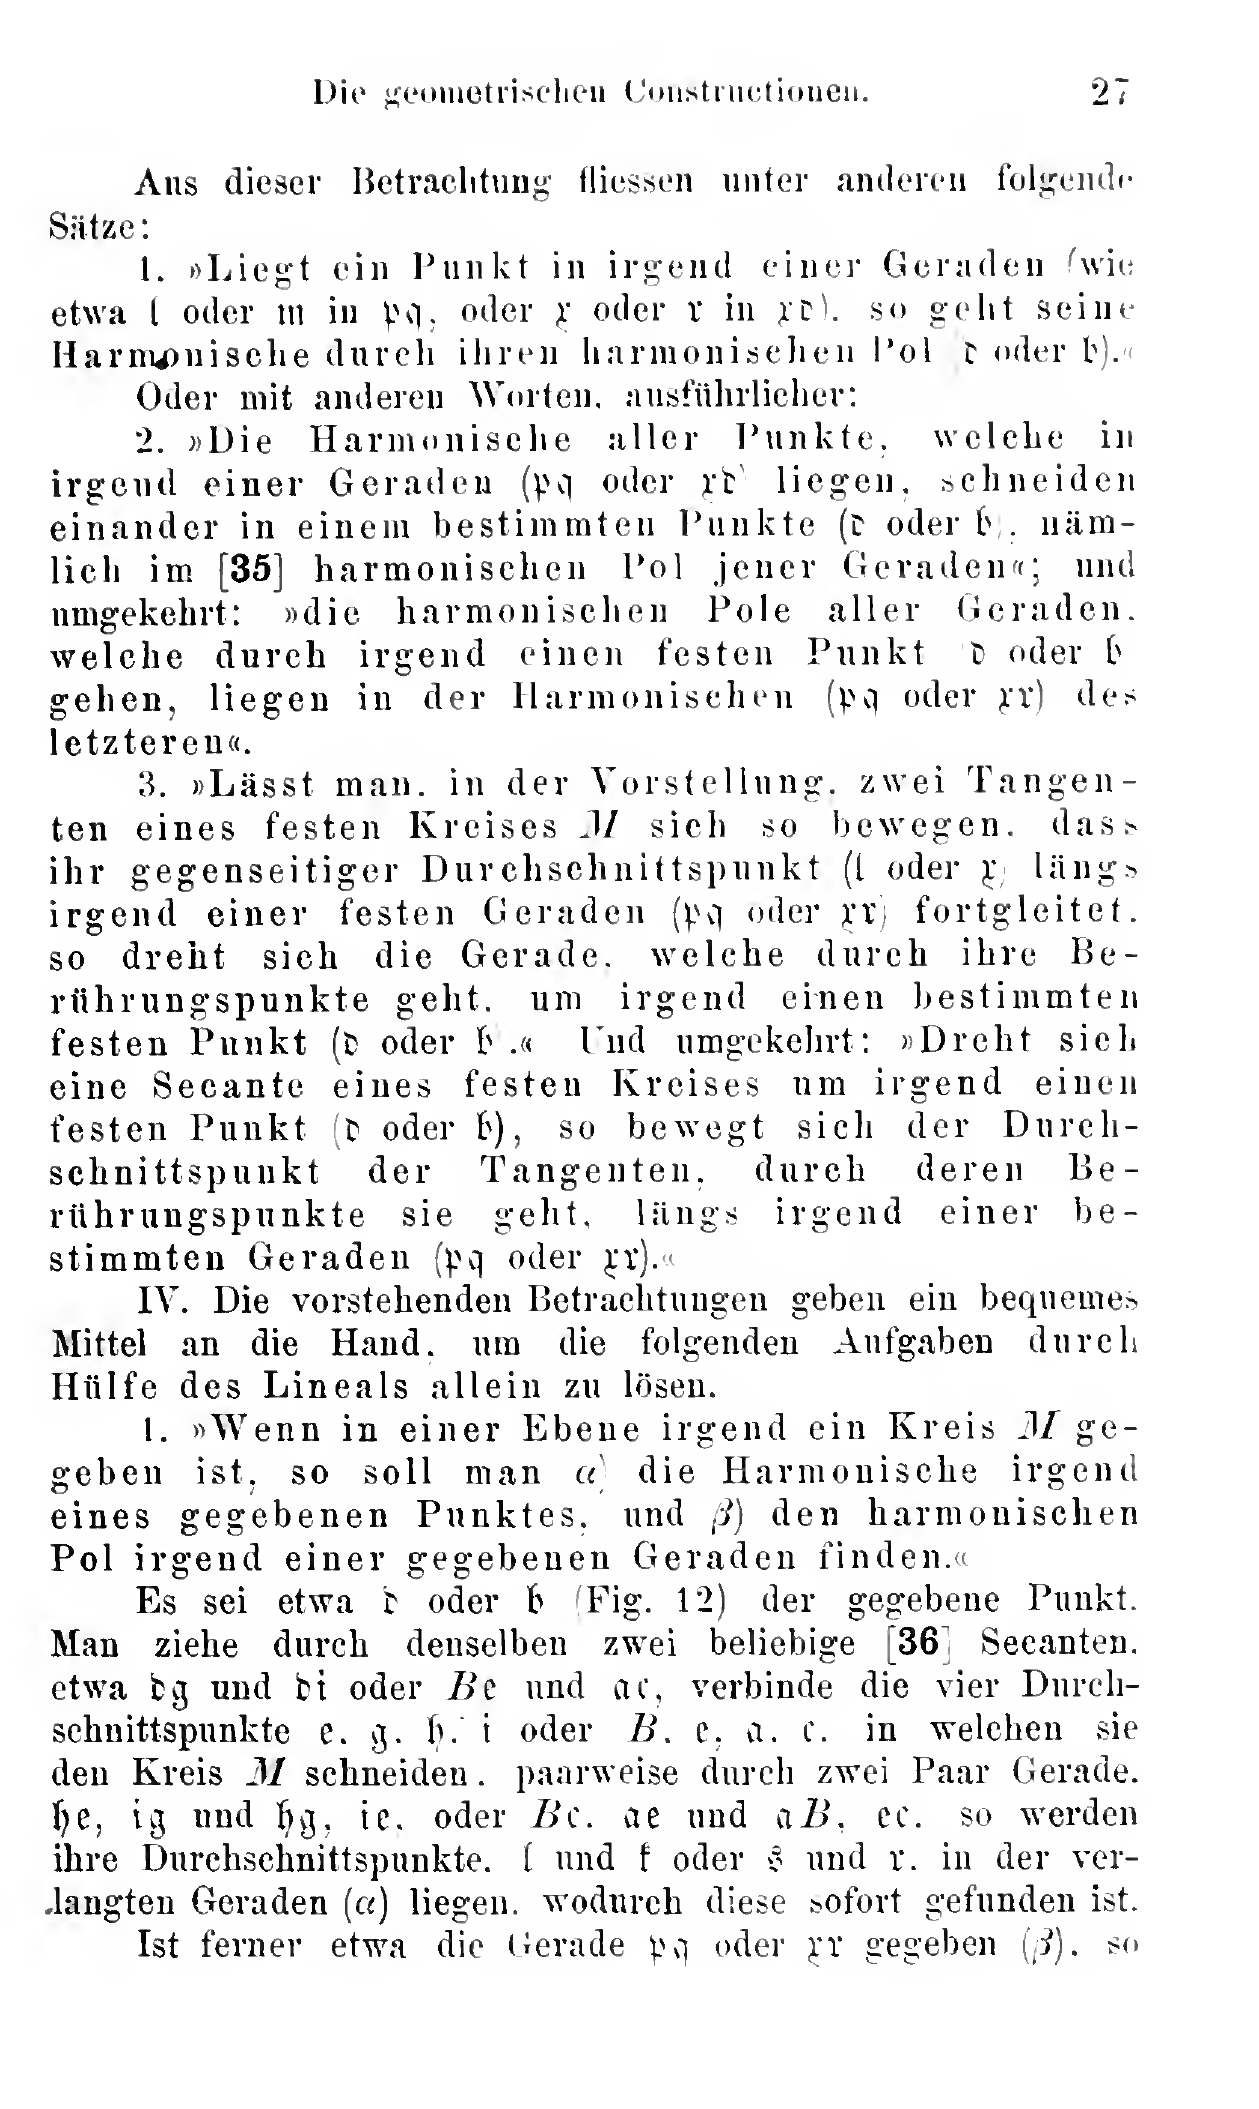 Die geometrischen Constructionen. 27
Aus dieser Betrachtung fliessen unter anderen folgende
Sätze:
1. »Liegt ein Punkt in irgend einer Geraden (wie
etwa 𝔩 oder 𝔪 in 𝔭𝔮, oder 𝔵 oder 𝔯 in 𝔵𝔯), so geht seine
Harmonische durch ihren harmonischen Pol (𝔡 oder 𝔟).«
Oder mit anderen Worten, ausführlicher:
2. »Die Harmonische aller Punkte, welche in
irgend einer Geraden (𝔭𝔮 oder 𝔵𝔯) liegen, schneiden
einander in einem bestimmten Punkte (𝔡 oder 𝔟), näm-
lich im [35] harmonischen Pol jener Geraden«; und
umgekehrt: »die harmonischen Pole aller Geraden,
welche durch irgend einen festen Punkt (𝔡 oder 𝔟)
gehen, liegen in der Harmonischen (𝔭𝔮 oder 𝔵𝔯) des
letzteren«.
3. »Lässt man, in der Vorstellung, zwei Tangen-
ten eines festen Kreises M sich so bewegen, dass
ihr gegenseitiger Durchschnittspunkt (𝔩 oder 𝔵) längs
irgend einer festen Geraden (𝔭𝔮 oder 𝔵𝔯) fortgleitet,
so dreht sich die Gerade, welche durch ihre Be-
rührungspunkte geht, um irgend einen bestimmten
festen Punkt (𝔡 oder 𝔟).« Und umgekehrt: »Dreht sich
eine Secante eines festen Kreises um irgend einen
festen Punkt (𝔡 oder 𝔟), so bewegt sich der Durch-
schnittspunkt der Tangenten, durch deren Be-
rührungspunkte sie geht, längs irgend einer be-
stimmten Geraden (𝔭𝔮 oder 𝔵𝔯).«
IV. Die vorstehenden Betrachtungen geben ein bequemes
Mittel an die Hand, um die folgenden Aufgaben durch
Hülfe des Lineals allein zu lösen.
1. »Wenn in einer Ebene irgend ein Kreis M ge-
geben ist, so soll man α) die Harmonische irgend
eines gegebenen Punktes, und β) den harmonischen
Pol irgend einer gegebenen Geraden finden.«
Es sei etwa 𝔡 oder 𝔟 (Fig. 12) der gegebene Punkt.
Man ziehe durch denselben zwei beliebige [36] Secanten,
etwa 𝔡𝔤 und 𝔡𝔦 oder B𝔢 und 𝔞𝔠, verbinde die vier Durch-
schnittspunkte 𝔢, 𝔤, 𝔥, 𝔦 oder B, 𝔢, 𝔞, 𝔠, in welchen sie
den Kreis M schneiden, paarweise durch zwei Paar Gerade,
𝔥𝔢, 𝔦𝔤 und 𝔥𝔤, 𝔦𝔢, oder B𝔠, 𝔞𝔢 und 𝔞B, 𝔢𝔠, so werden
ihre Durchschnittspunkte, 𝔩 und 𝔨 oder 𝔰 und 𝔯, in der ver-
langten Geraden (α) liegen, wodurch diese sofort gefunden ist.
Ist ferner etwa die Gerade 𝔭𝔮 oder 𝔵𝔯 gegeben (β), so